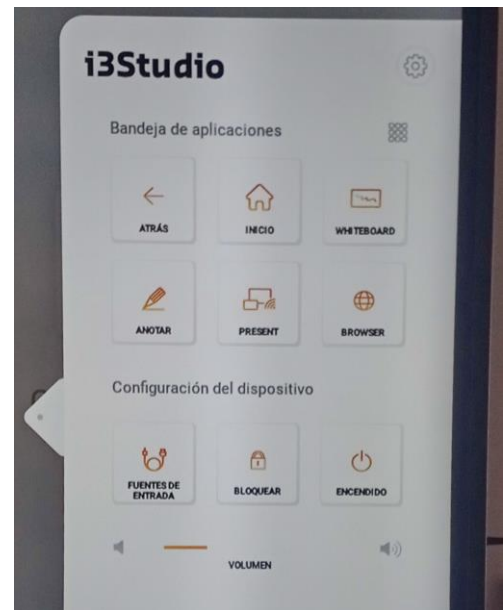 i3Studio
Bandeja de aplicaciones
ATRÁS
INICIO
WHITEBOARD
ANOTAR
PRESENT
BROWSER
Configuración del dispositivo
FUENTES DE
ENTRADA
BLOQUEAR
ENCENDIDO
VOLUMEN